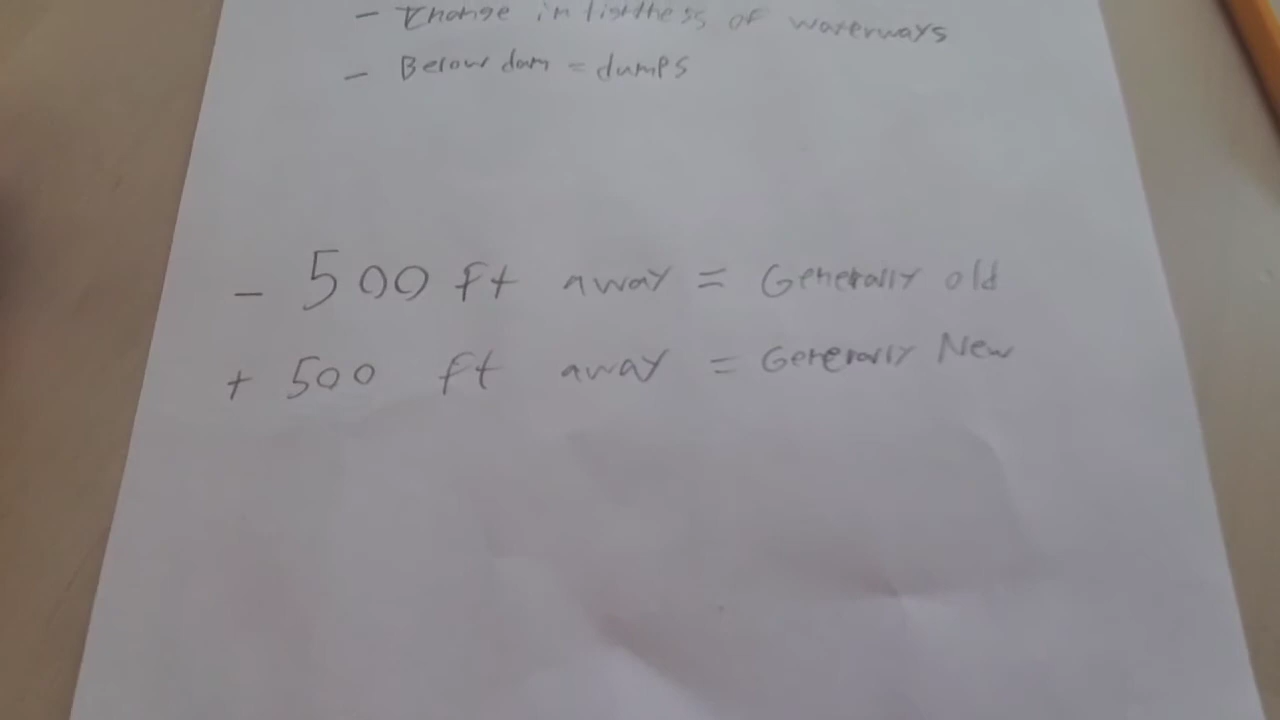 - Change in tightness of waterways
- Below dam = dumps
- 500 ft away = Generally old
+ 500 ft away = Generally New